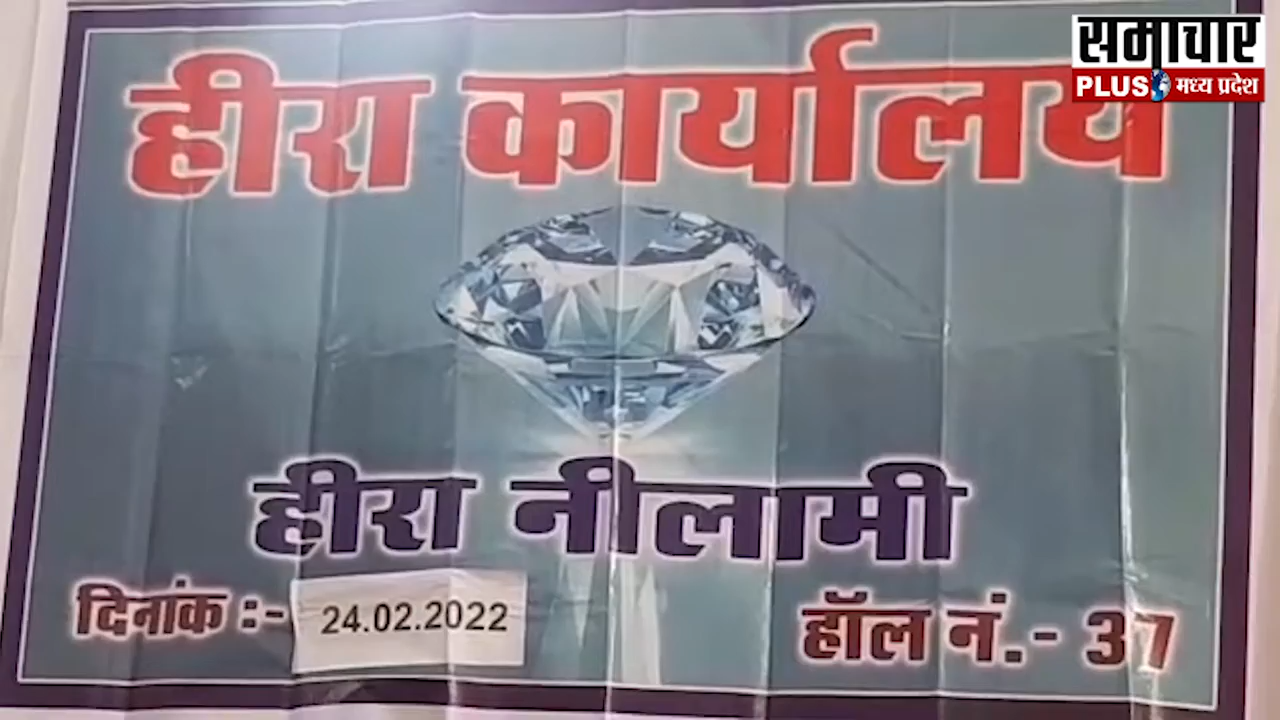 समाचार
PLUS मध्य प्रदेश
हीरा कार्यालय
हीरा नीलामी
दिनांक :- 24.02.2022
हॉल नं.- 37